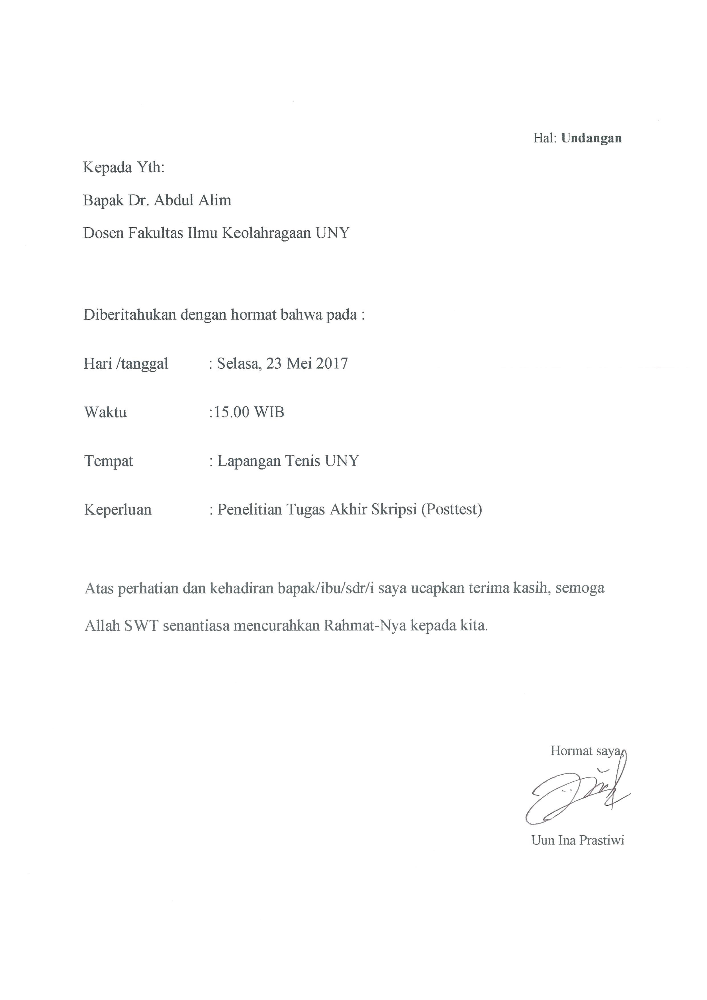 Hal: Undangan
Kepada Yth:
Bapak Dr. Abdul Alim
Dosen Fakultas Ilmu Keolahragaan UNY
Diberitahukan dengan hormat bahwa pada :
Hari /tanggal : Selasa, 23 Mei 2017
Waktu :15.00 WIB
Tempat : Lapangan Tenis UNY
Keperluan : Penelitian Tugas Akhir Skripsi (Posttest)
Atas perhatian dan kehadiran bapak/ibu/sdr/i saya ucapkan terima kasih, semoga
Allah SWT senantiasa mencurahkan Rahmat-Nya kepada kita.
Hormat saya,
Uun Ina Prastiwi